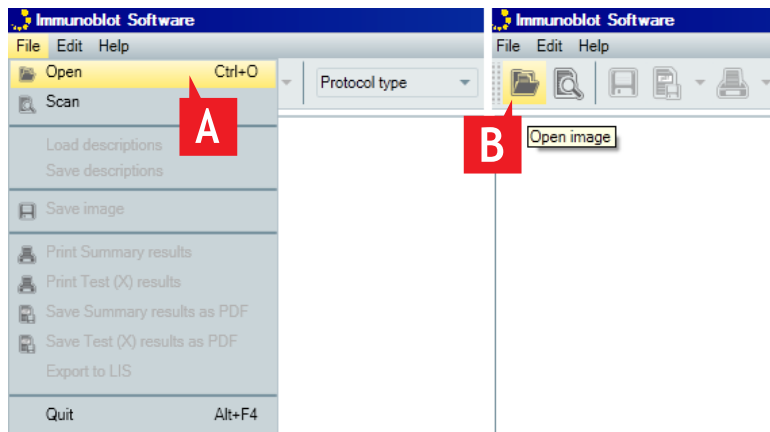 Immunoblot Software
File Edit Help
Open Ctrl+O
Scan
Load descriptions
Save descriptions
Save image
Print Summary results
Print Test (X) results
Save Summary results as PDF
Save Test (X) results as PDF
Export to LIS
Quit Alt+F4
Protocol type
A
Immunoblot Software
File Edit Help
B
Open image